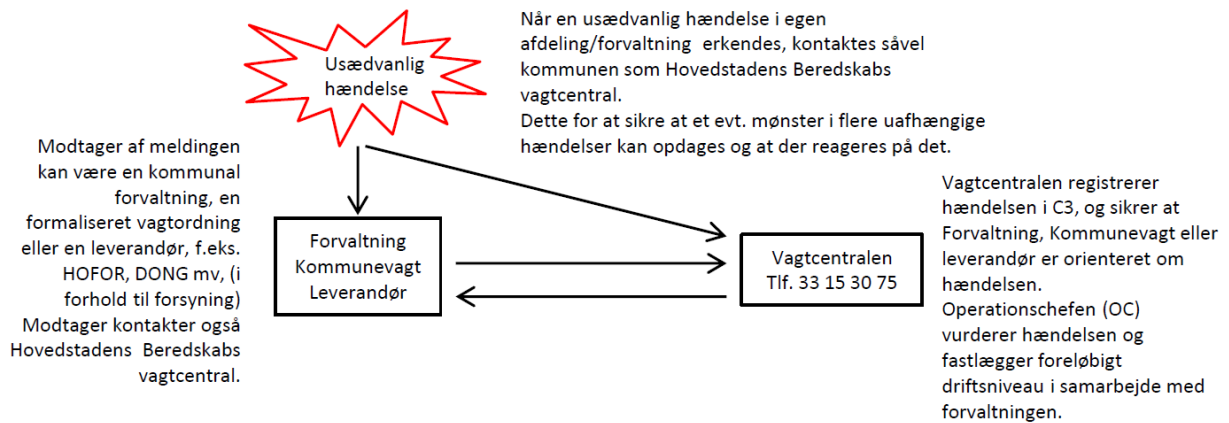 Usædvanlig
hændelse
Når en usædvanlig hændelse i egen
afdeling/forvaltning erkendes, kontaktes såvel
kommunen som Hovedstadens Beredskabs
vagtcentral.
Dette for at sikre at et evt. mønster i flere uafhængige
hændelser kan opdages og at der reageres på det.
Modtager af meldingen
kan være en kommunal
forvaltning, en
formaliseret vagtordning
eller en leverandør, f.eks.
HOFOR, DONG mv, (i
forhold til forsyning)
Modtager kontakter også
Hovedstadens Beredskabs
vagtcentral.
Forvaltning
Kommunevagt
Leverandør
Vagtcentralen
Tlf. 33 15 30 75
Vagtcentralen registrerer
hændelsen i C3, og sikrer at
Forvaltning, Kommunevagt eller
leverandør er orienteret om
hændelsen.
Operationschefen (OC)
vurderer hændelsen og
fastlægger foreløbigt
driftsniveau i samarbejde med
forvaltningen.